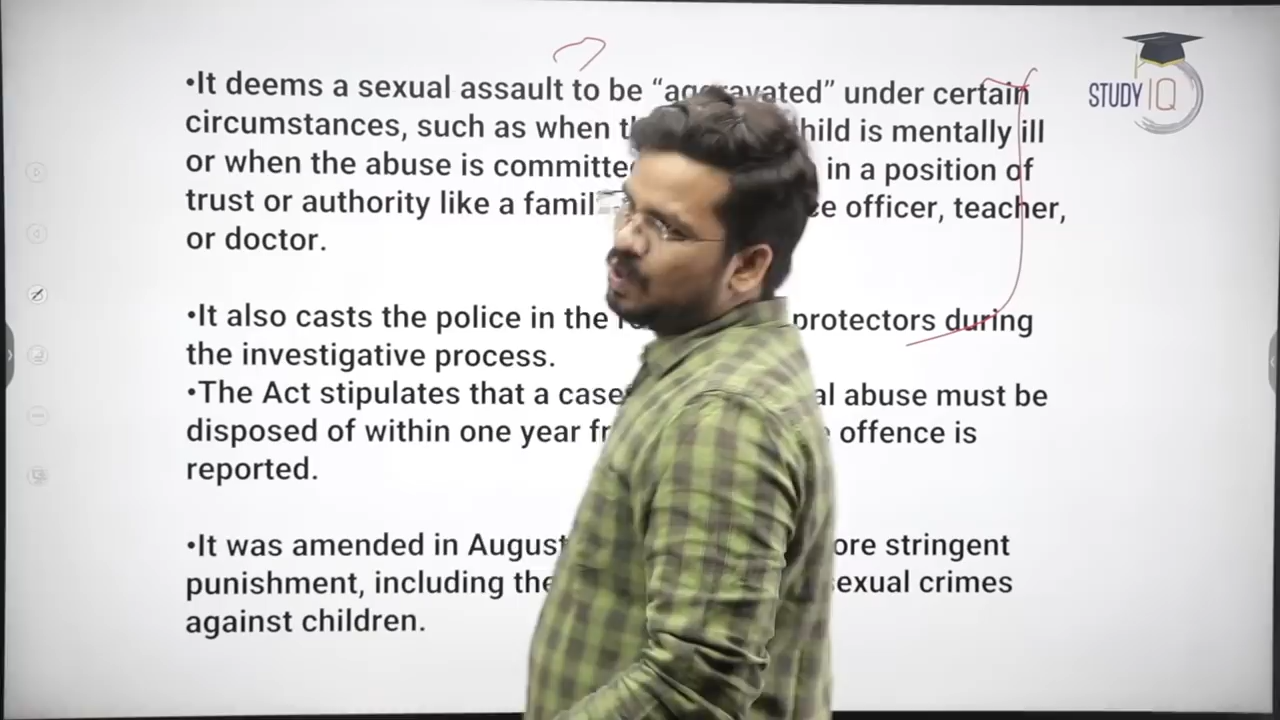 •It deems a sexual assault to be “aggravated” under certain
circumstances, such as when hild is mentally ill
or when the abuse is committe in a position of
trust or authority like a famil ce officer, teacher,
or doctor.
•It also casts the police in the protectors during
the investigative process.
•The Act stipulates that a case al abuse must be
disposed of within one year fr offence is
reported.
•It was amended in August ore stringent
punishment, including the sexual crimes
against children.
STUDY IQ